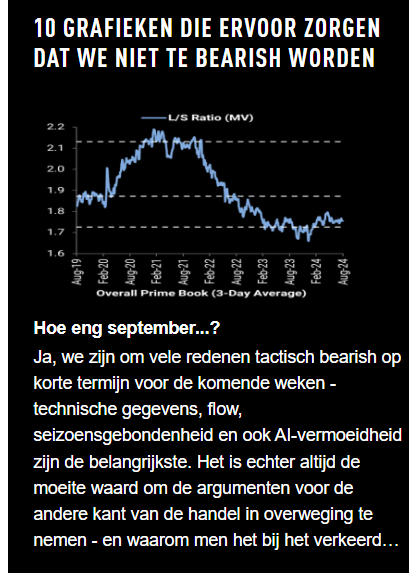 10 GRAFIEKEN DIE ERVOOR ZORGEN
DAT WE NIET TE BEARISH WORDEN
L/S Ratio (MV)
2.2
2.1
2.0
1.9
1.8
1.7
1.6
Aug-19
Feb-20
Aug-20
Feb-21
Aug-21
Feb-22
Aug-22
Feb-23
Aug-23
Feb-24
Aug-24
Overall Prime Book (3-Day Average)
Hoe eng september...?
Ja, we zijn om vele redenen tactisch bearish op
korte termijn voor de komende weken -
technische gegevens, flow,
seizoensgebondenheid en ook AI-vermoeidheid
zijn de belangrijkste. Het is echter altijd de
moeite waard om de argumenten voor de
andere kant van de handel in overweging te
nemen - en waarom men het bij het verkeerd…